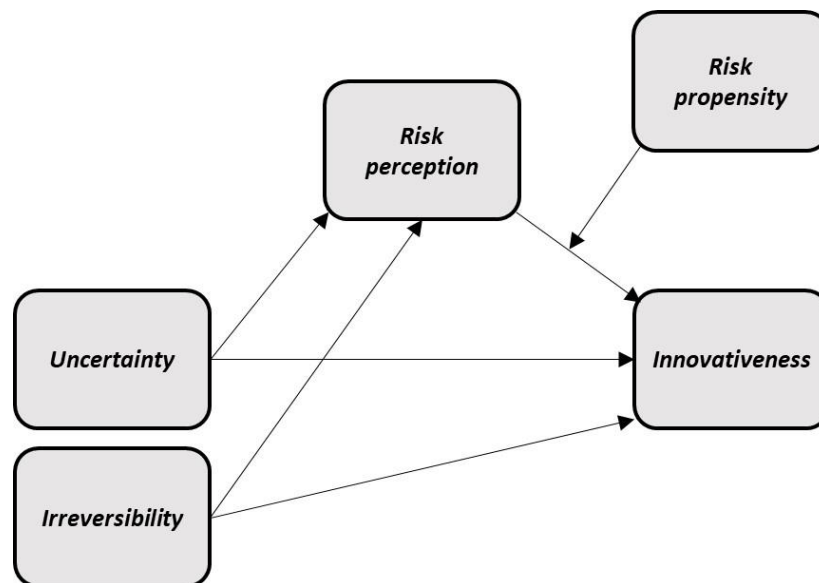 Risk
propensity
Risk
perception
Uncertainty
Innovativeness
Irreversibility